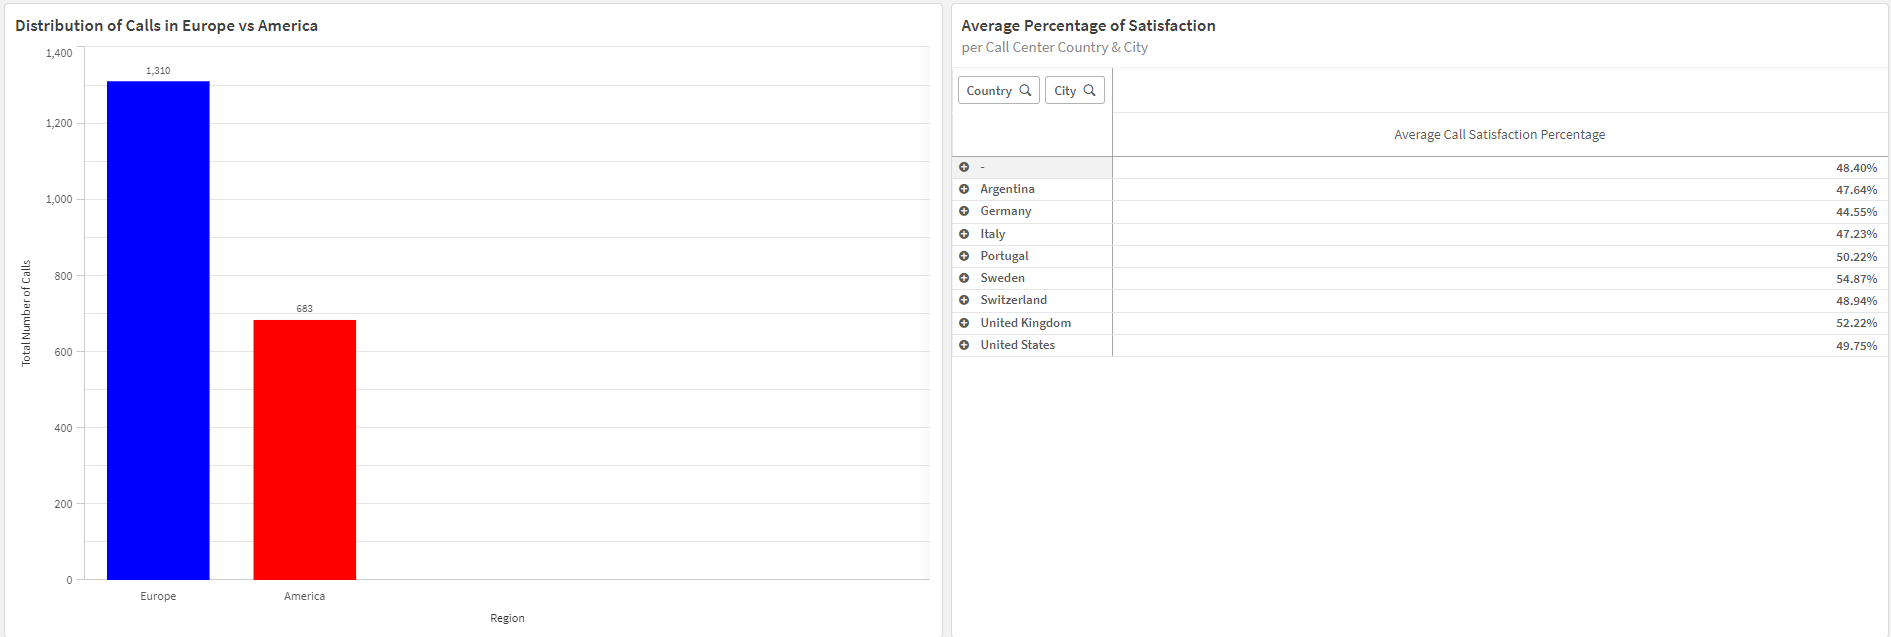 Distribution of Calls in Europe vs America
1,400
1,200
1,000
800
600
400
200
0
Total Number of Calls
1,310
683
Europe
America
Region
Average Percentage of Satisfaction
per Call Center Country & City
Country
City
Average Call Satisfaction Percentage
- 48.40%
Argentina 47.64%
Germany 44.55%
Italy 47.23%
Portugal 50.22%
Sweden 54.87%
Switzerland 48.94%
United Kingdom 52.22%
United States 49.75%